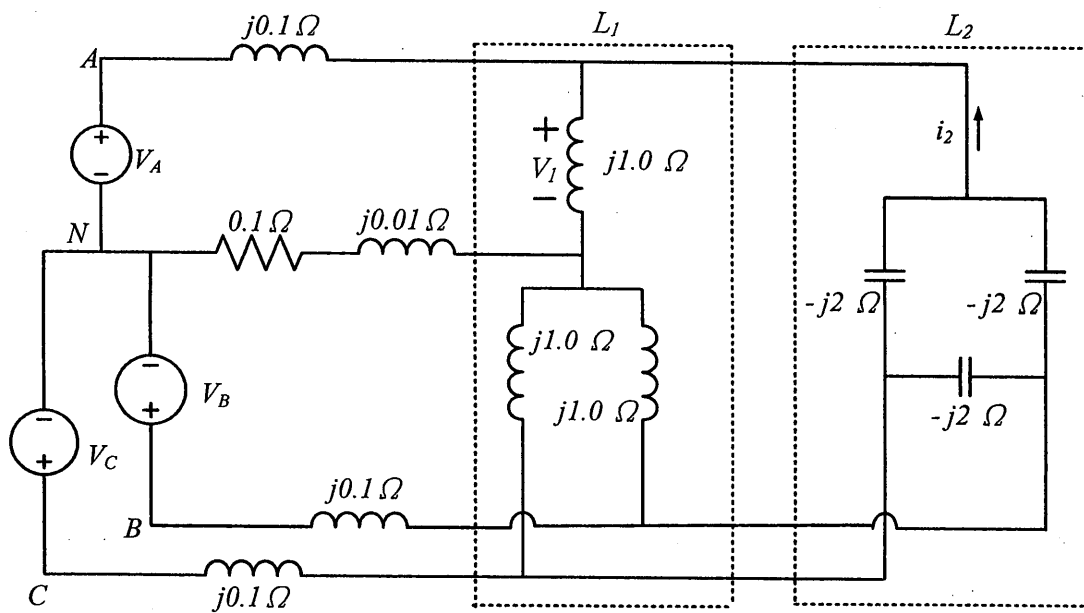 j0.1 Ω
L1
L2
A
+
VA
-
+
V1
-
j1.0 Ω
i2
N
0.1 Ω
j0.01 Ω
-j2 Ω
-j2 Ω
j1.0 Ω
-
VB
+
j1.0 Ω
-j2 Ω
-
VC
+
j0.1 Ω
B
C
j0.1 Ω